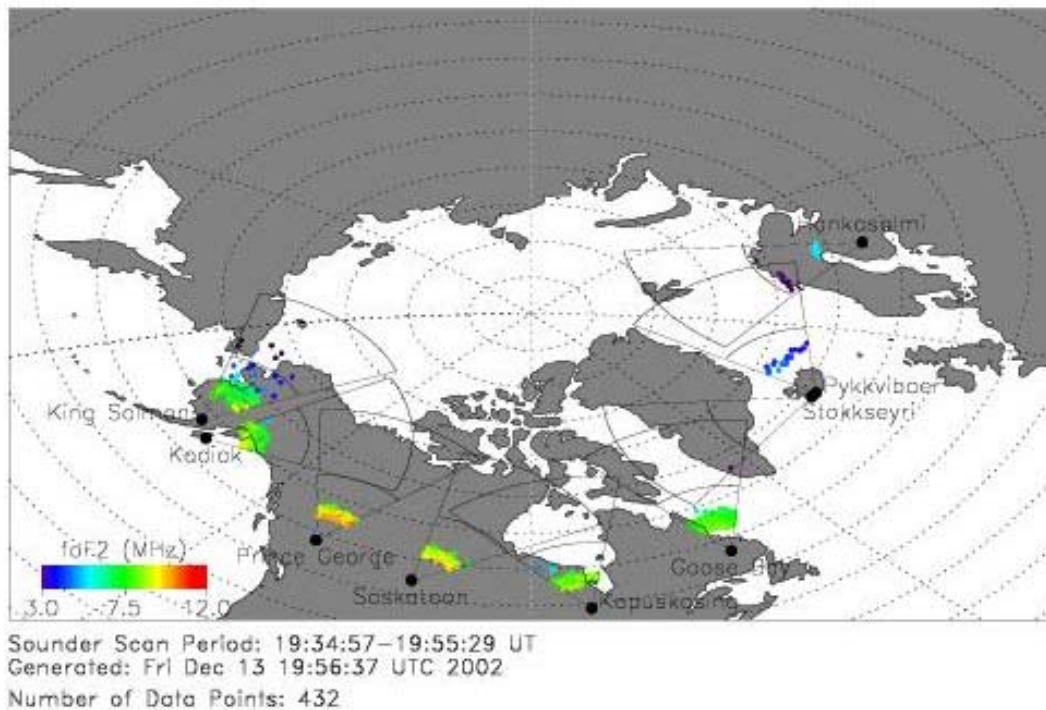 Hankasalmi
Pykkvibaer
Stokkseyri
King Salmon
Kodiak
Prince George
Saskatoon
Goose Bay
Kapuskasing
foF2 (MHz)
3.0 -7.5 -12.0
Sounder Scan Period: 19:34:57-19:55:29 UT
Generated: Fri Dec 13 19:56:37 UTC 2002
Number of Data Points: 432